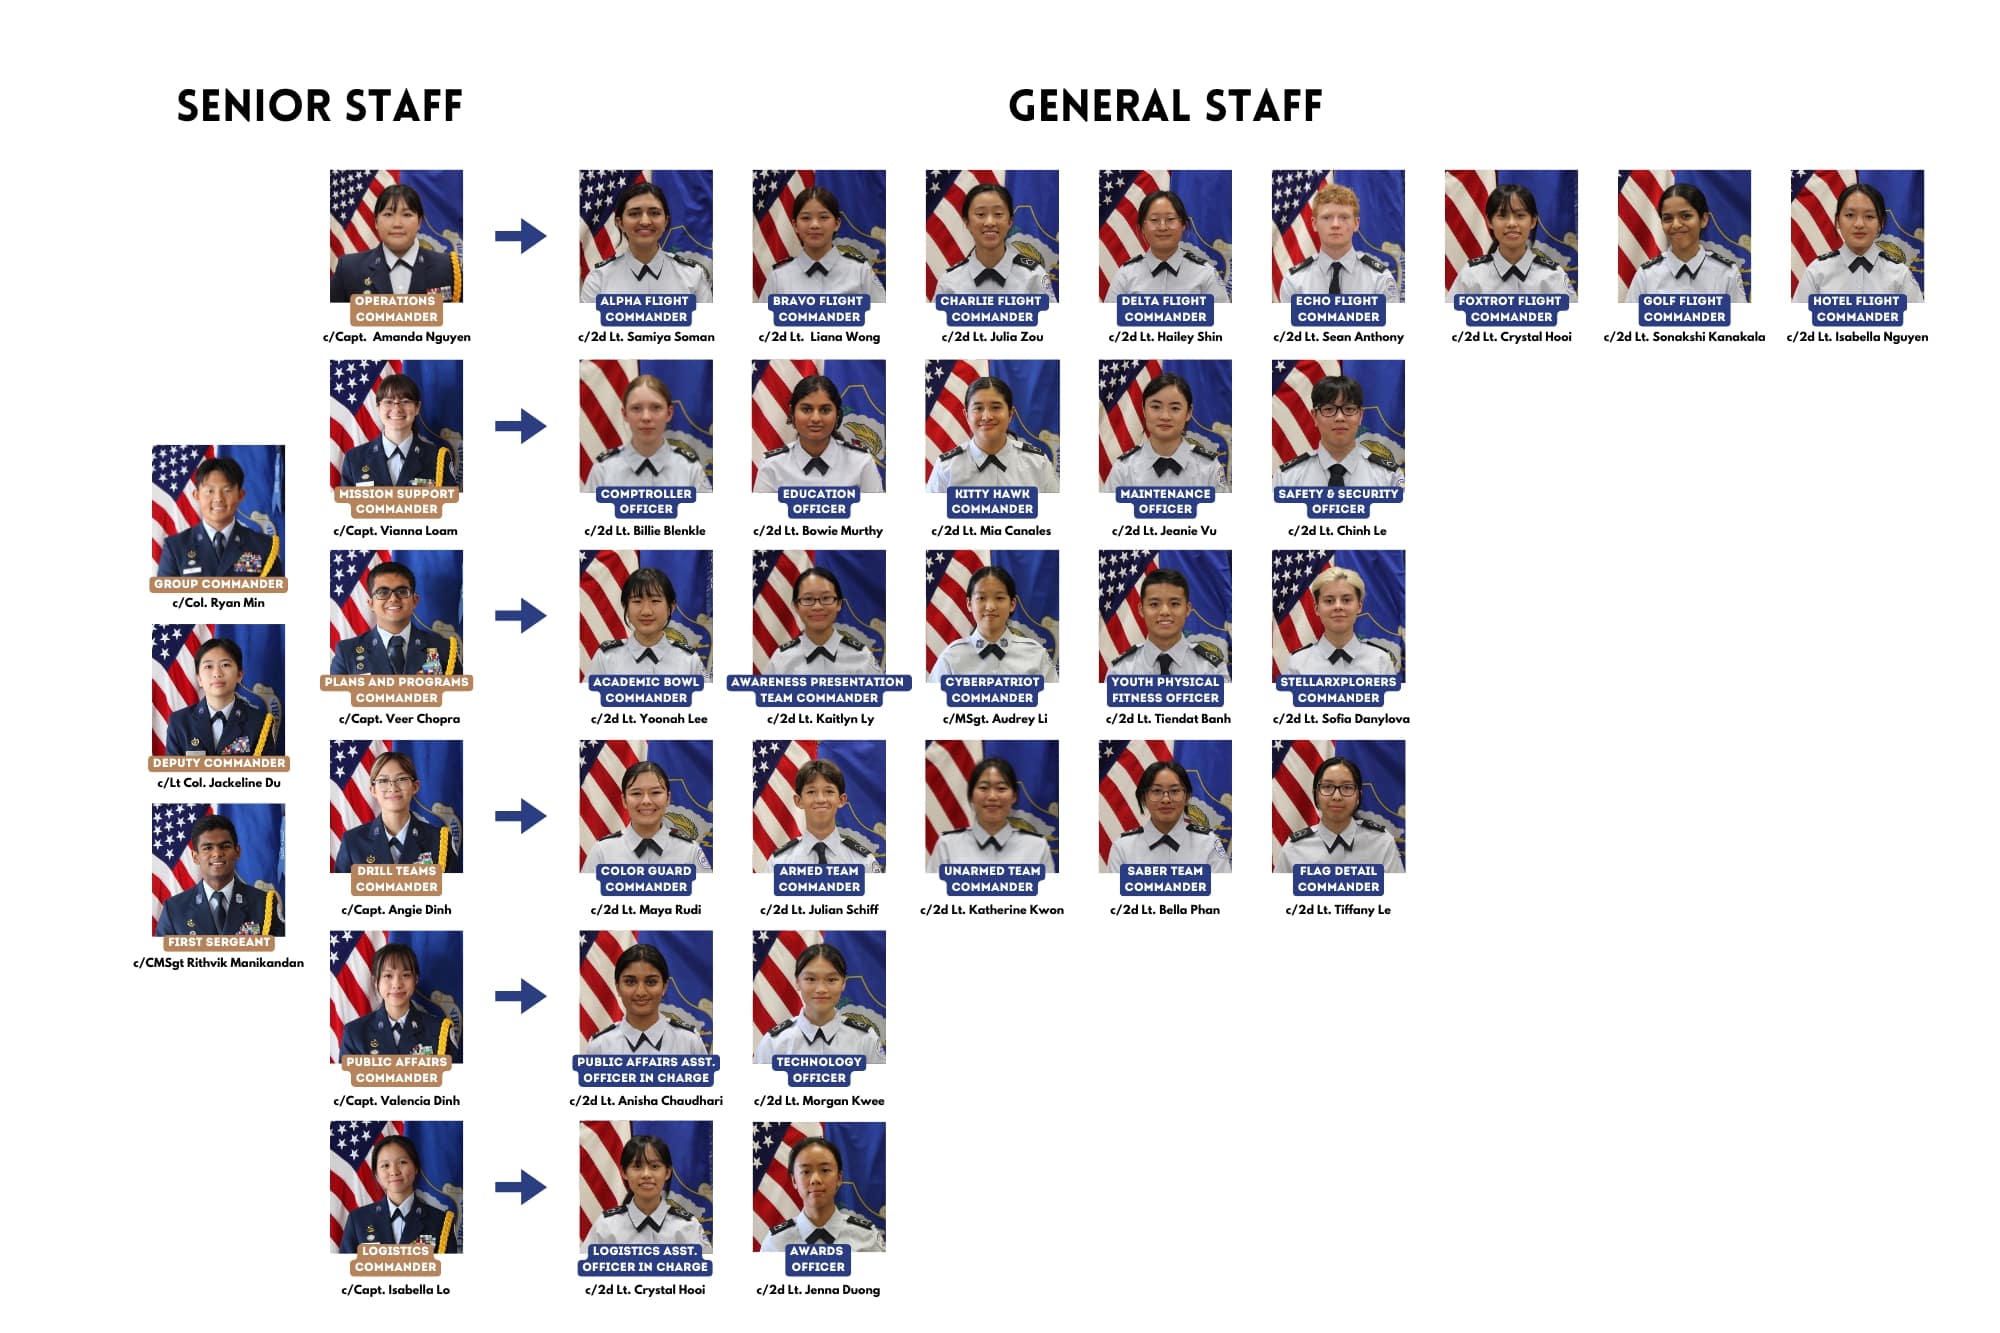 SENIOR STAFF
GENERAL STAFF
OPERATIONS
COMMANDER
c/Capt. Amanda Nguyen
ALPHA FLIGHT
COMMANDER
c/2d Lt. Samiya Soman
BRAVO FLIGHT
COMMANDER
c/2d Lt. Liana Wong
CHARLIE FLIGHT
COMMANDER
c/2d Lt. Julia Zou
DELTA FLIGHT
COMMANDER
c/2d Lt. Hailey Shin
ECHO FLIGHT
COMMANDER
c/2d Lt. Sean Anthony
FOXTROT FLIGHT
COMMANDER
c/2d Lt. Crystal Hooi
GOLF FLIGHT
COMMANDER
c/2d Lt. Sonakshi Kanakala
HOTEL FLIGHT
COMMANDER
c/2d Lt. Isabella Nguyen
GROUP COMMANDER
c/Col. Ryan Min
DEPUTY COMMANDER
c/Lt Col. Jackeline Du
FIRST SERGEANT
c/CMSgt Rithvik Manikandan
MISSION SUPPORT
COMMANDER
c/Capt. Vianna Loam
COMPTROLLER
OFFICER
c/2d Lt. Billie Blenkle
EDUCATION
OFFICER
c/2d Lt. Bowie Murthy
KITTY HAWK
COMMANDER
c/2d Lt. Mia Canales
MAINTENANCE
OFFICER
c/2d Lt. Jeanie Vu
SAFETY & SECURITY
OFFICER
c/2d Lt. Chinh Le
PLANS AND PROGRAMS
COMMANDER
c/Capt. Veer Chopra
ACADEMIC BOWL
COMMANDER
c/2d Lt. Yoonah Lee
AWARENESS PRESENTATION
TEAM COMMANDER
c/2d Lt. Kaitlyn Ly
CYBERPATRIOT
COMMANDER
c/MSgt. Audrey Li
YOUTH PHYSICAL
FITNESS OFFICER
c/2d Lt. Tiendat Banh
STELLARXPLORERS
COMMANDER
c/2d Lt. Sofia Danylova
DRILL TEAMS
COMMANDER
c/Capt. Angie Dinh
COLOR GUARD
COMMANDER
c/2d Lt. Maya Rudi
ARMED TEAM
COMMANDER
c/2d Lt. Julian Schiff
UNARMED TEAM
COMMANDER
c/2d Lt. Katherine Kwon
SABER TEAM
COMMANDER
c/2d Lt. Bella Phan
FLAG DETAIL
COMMANDER
c/2d Lt. Tiffany Le
PUBLIC AFFAIRS
COMMANDER
c/Capt. Valencia Dinh
PUBLIC AFFAIRS ASST.
OFFICER IN CHARGE
c/2d Lt. Anisha Chaudhari
TECHNOLOGY
OFFICER
c/2d Lt. Morgan Kwee
LOGISTICS
COMMANDER
c/Capt. Isabella Lo
LOGISTICS ASST.
OFFICER IN CHARGE
c/2d Lt. Crystal Hooi
AWARDS
OFFICER
c/2d Lt. Jenna Duong